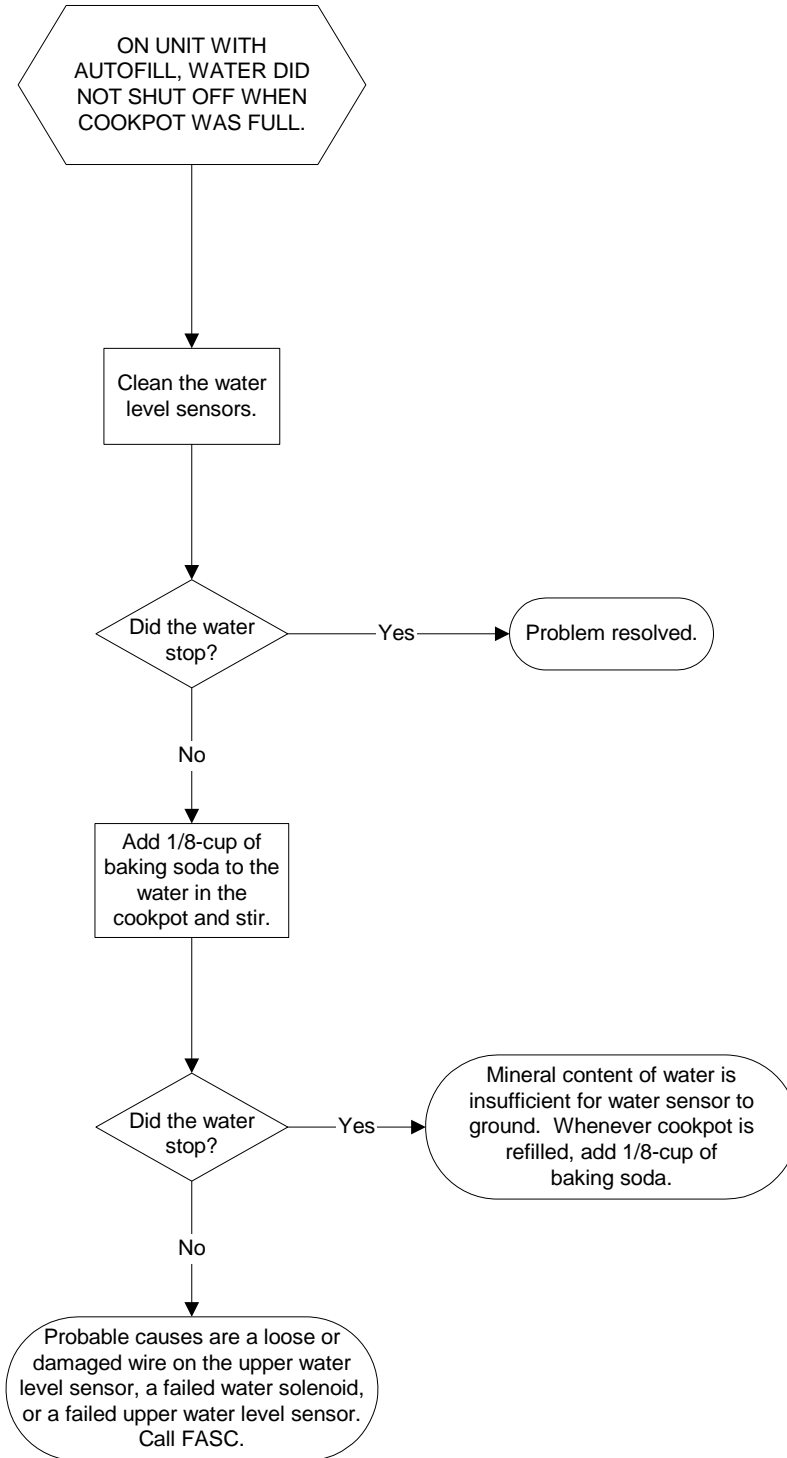 ON UNIT WITH
AUTOFILL, WATER DID
NOT SHUT OFF WHEN
COOKPOT WAS FULL.
Clean the water
level sensors.
Did the water
stop?
Yes
Problem resolved.
No
Add 1/8-cup of
baking soda to the
water in the
cookpot and stir.
Did the water
stop?
Yes
Mineral content of water is
insufficient for water sensor to
ground.  Whenever cookpot is
refilled, add 1/8-cup of
baking soda.
No
Probable causes are a loose or
damaged wire on the upper water
level sensor, a failed water solenoid,
or a failed upper water level sensor.
Call FASC.